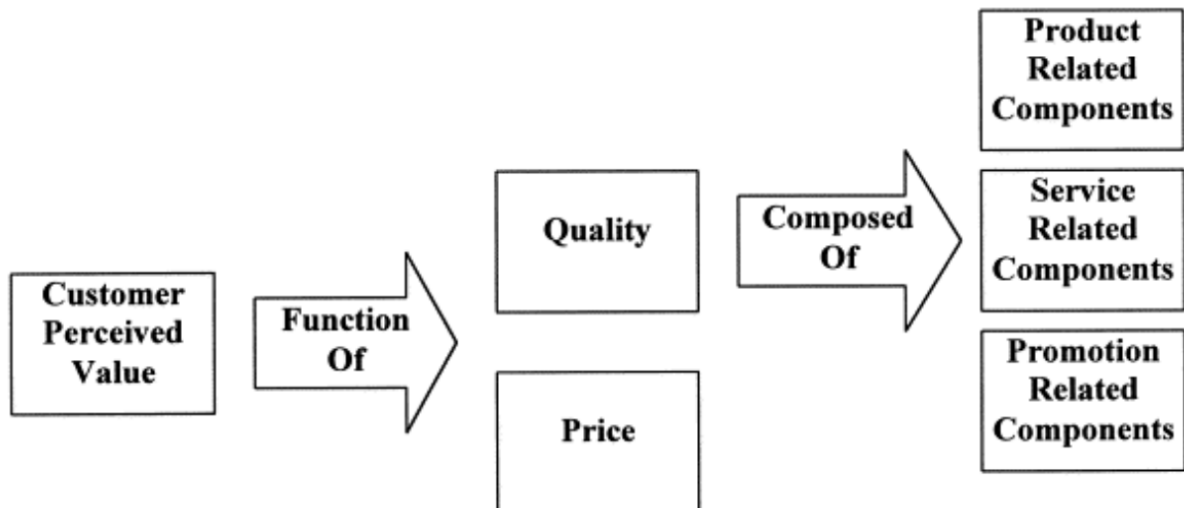 Customer
Perceived
Value
Function
Of
Quality
Price
Composed
Of
Product
Related
Components
Service
Related
Components
Promotion
Related
Components